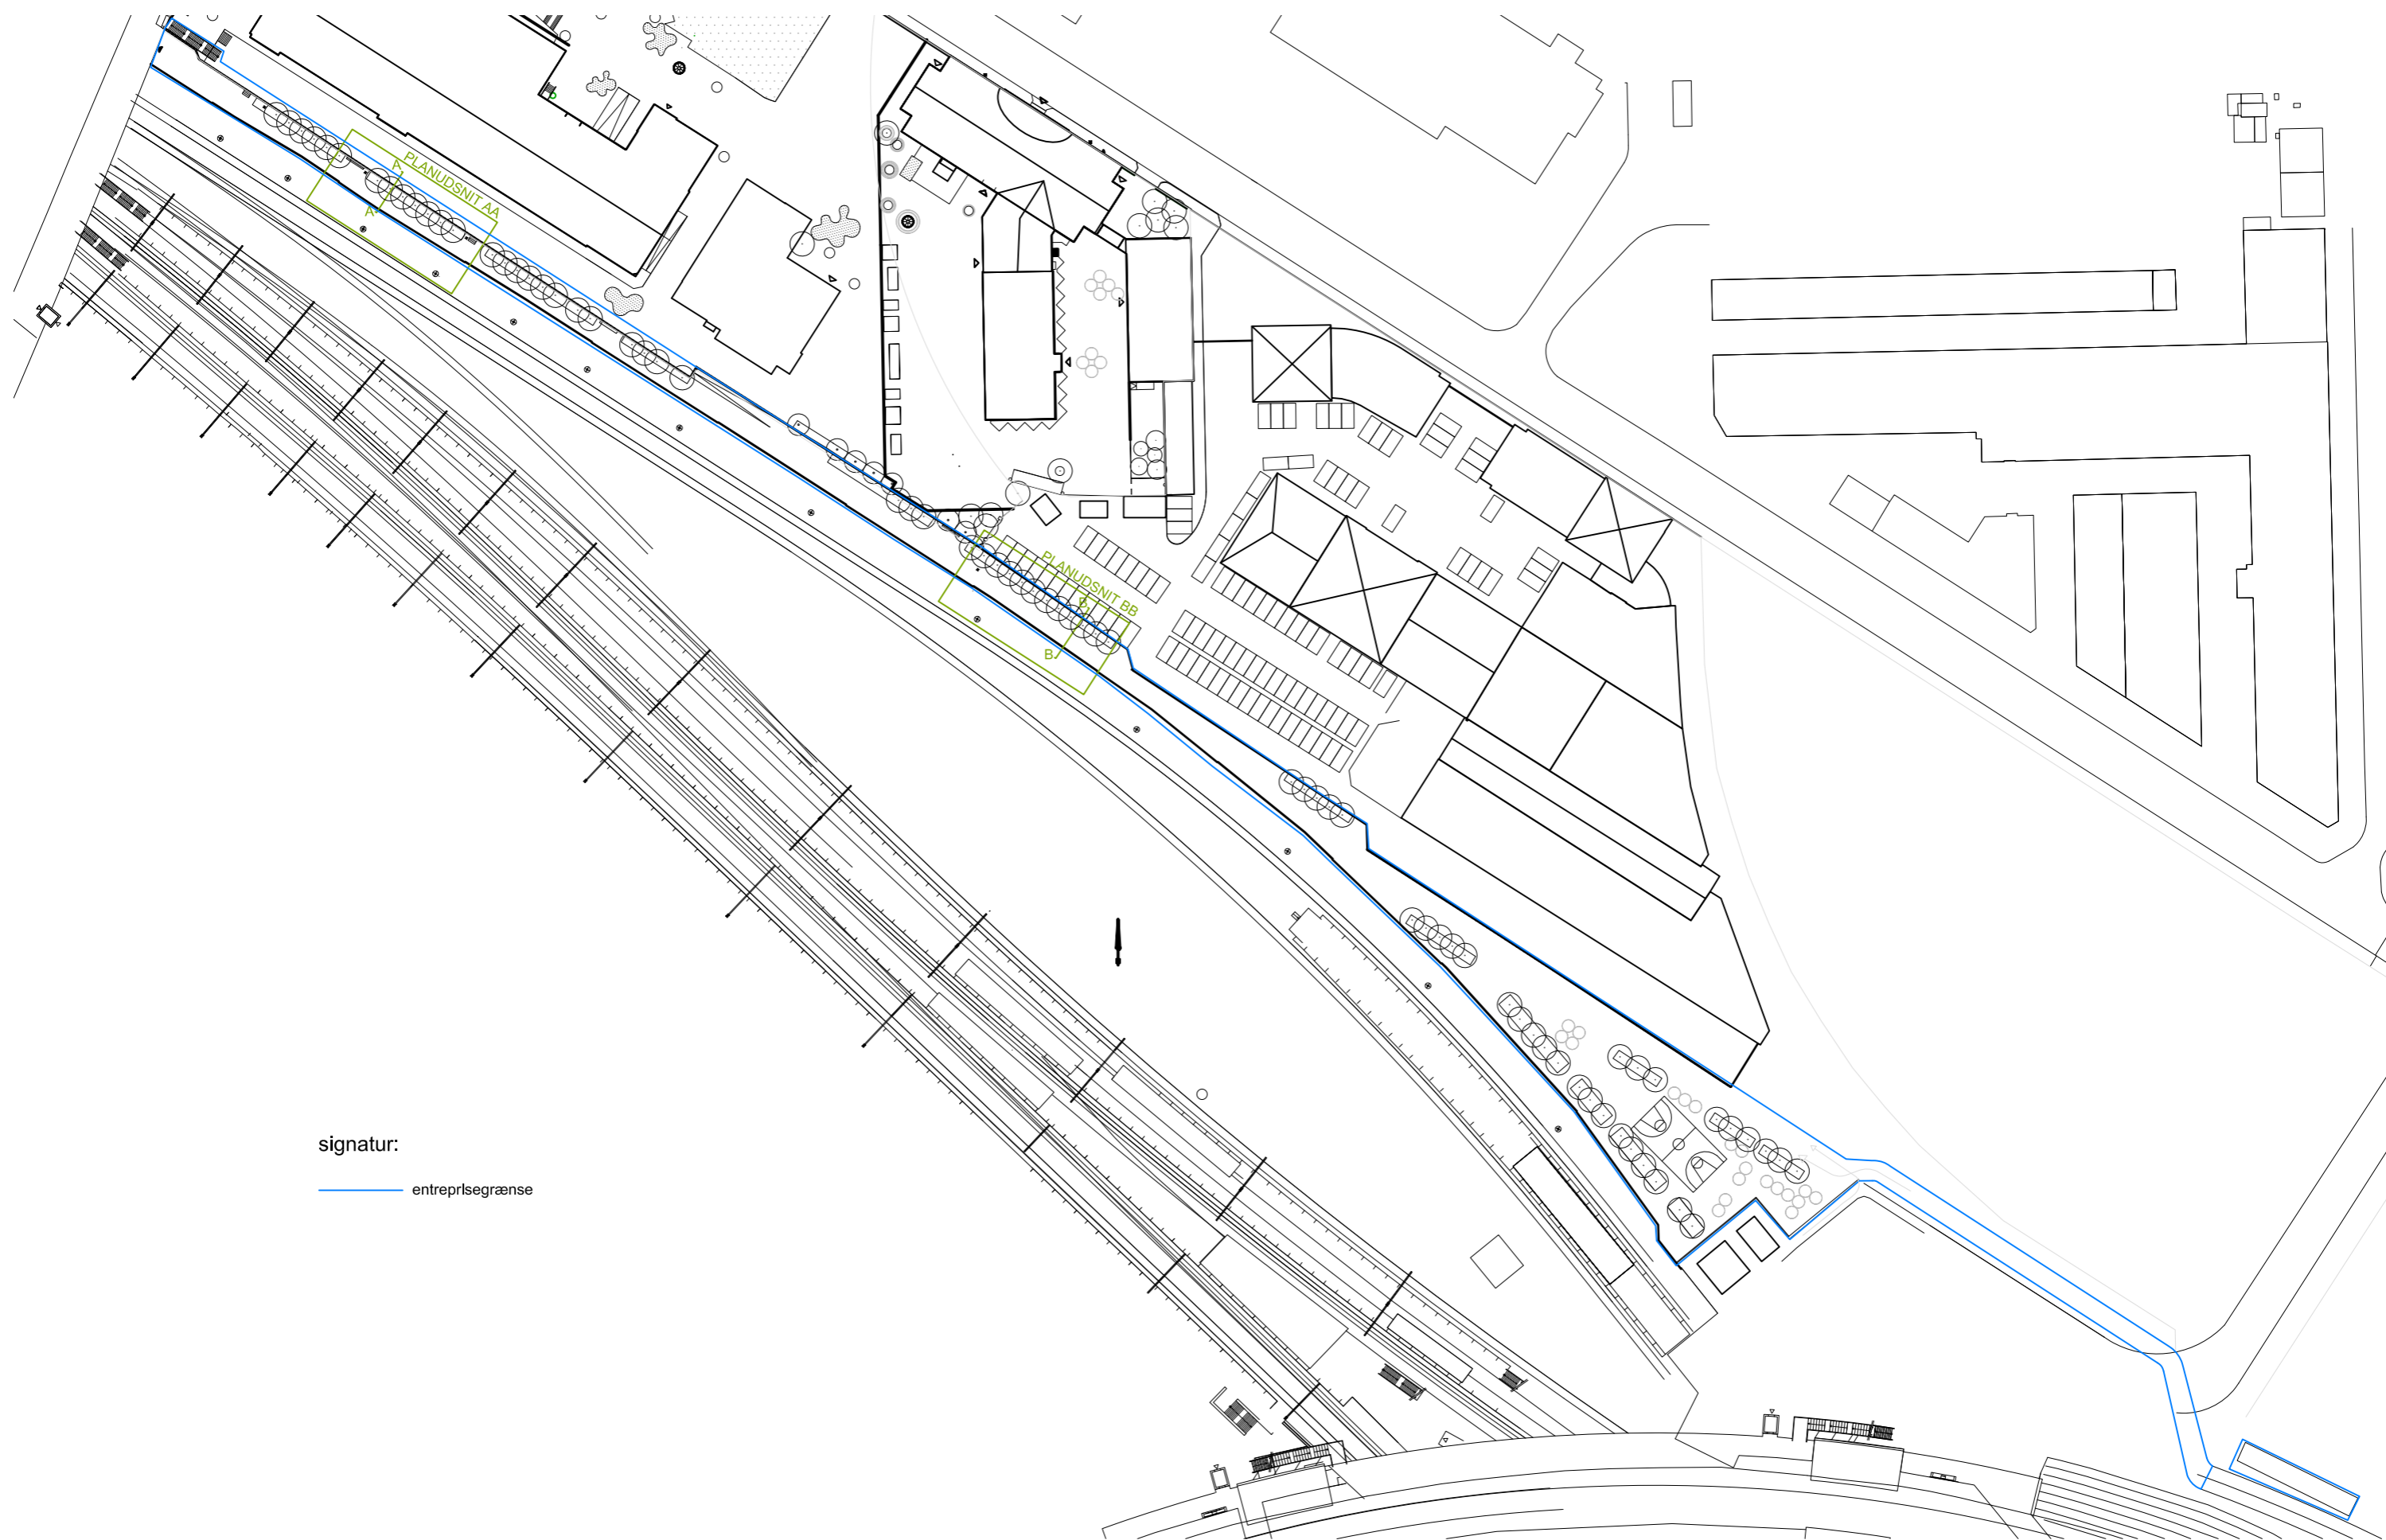 PLANUDSNIT AA
A
A
PLANUDSNIT BB
B
B
signatur:
entreprisegrænse